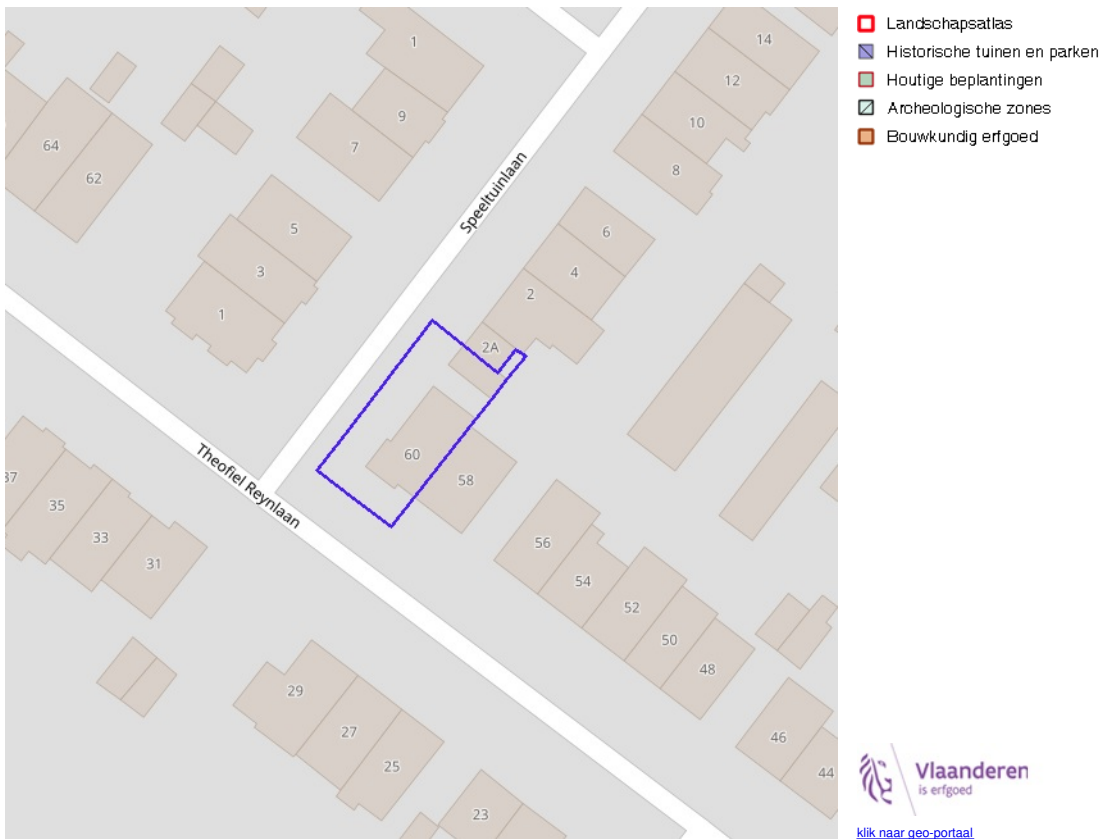 Landschapsatlas
Historische tuinen en parken
Houtige beplantingen
Archeologische zones
Bouwkundig erfgoed
1
14
12
9
10
7
8
64
62
5
6
3
4
2
1
2A
Speeltuinlaan
Theofiel Reynlaan
60
58
37
35
33
31
56
54
52
50
48
29
27
25
46
44
23
Vlaanderen
is erfgoed
klik naar geo-portaal